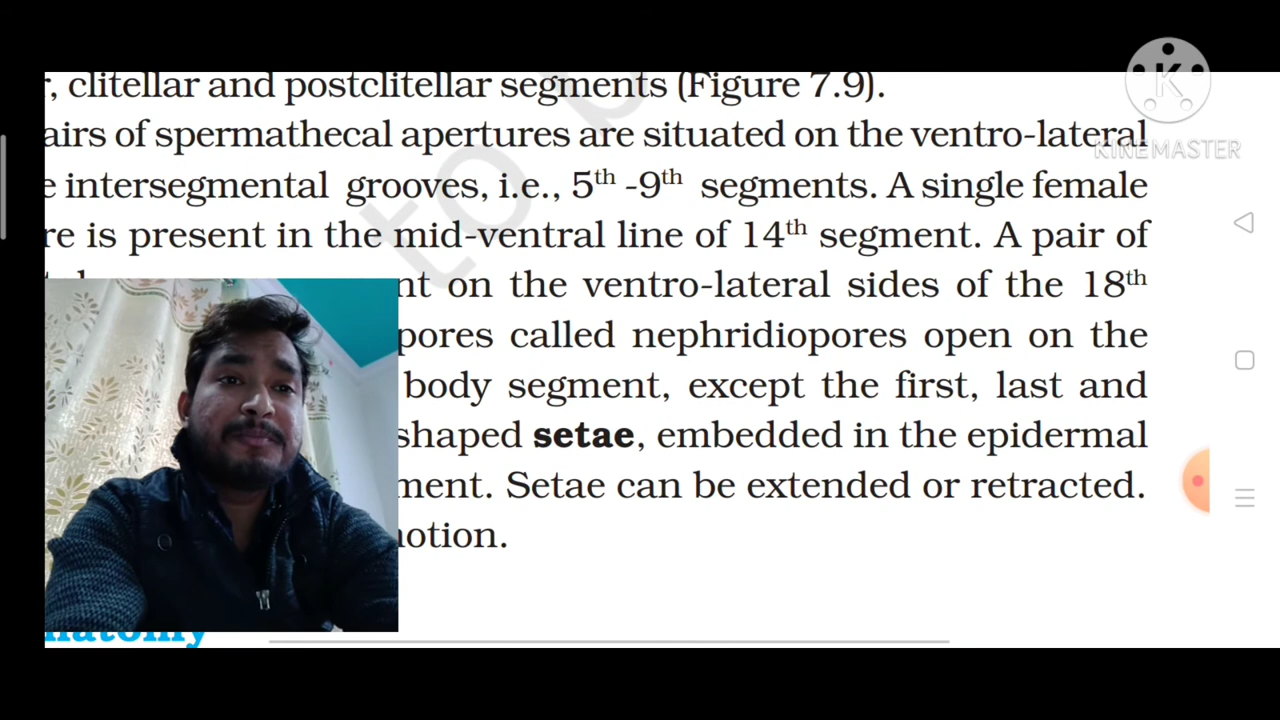 r, clitellar and postclitellar segments (Figure 7.9).
airs of spermathecal apertures are situated on the ventro-lateral
e intersegmental grooves, i.e., 5th -9th segments. A single female
re is present in the mid-ventral line of 14th segment. A pair of
nt on the ventro-lateral sides of the 18th
pores called nephridiopores open on the
body segment, except the first, last and
shaped setae, embedded in the epidermal
ment. Setae can be extended or retracted.
notion.
natomy
to b
K
KINEMASTER